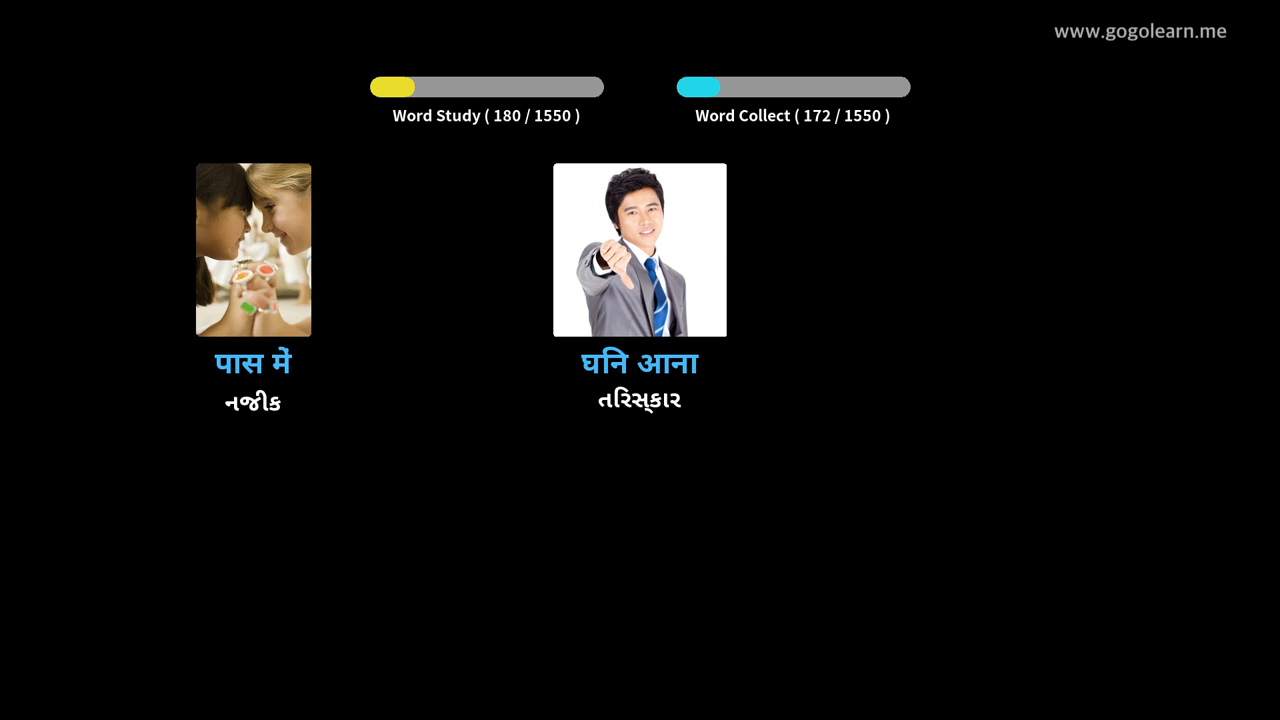 www.gogolearn.me
Word Study ( 180 / 1550 )
Word Collect ( 172 / 1550 )
पास में
નજીક
घनि आना
તરિસ્કાર